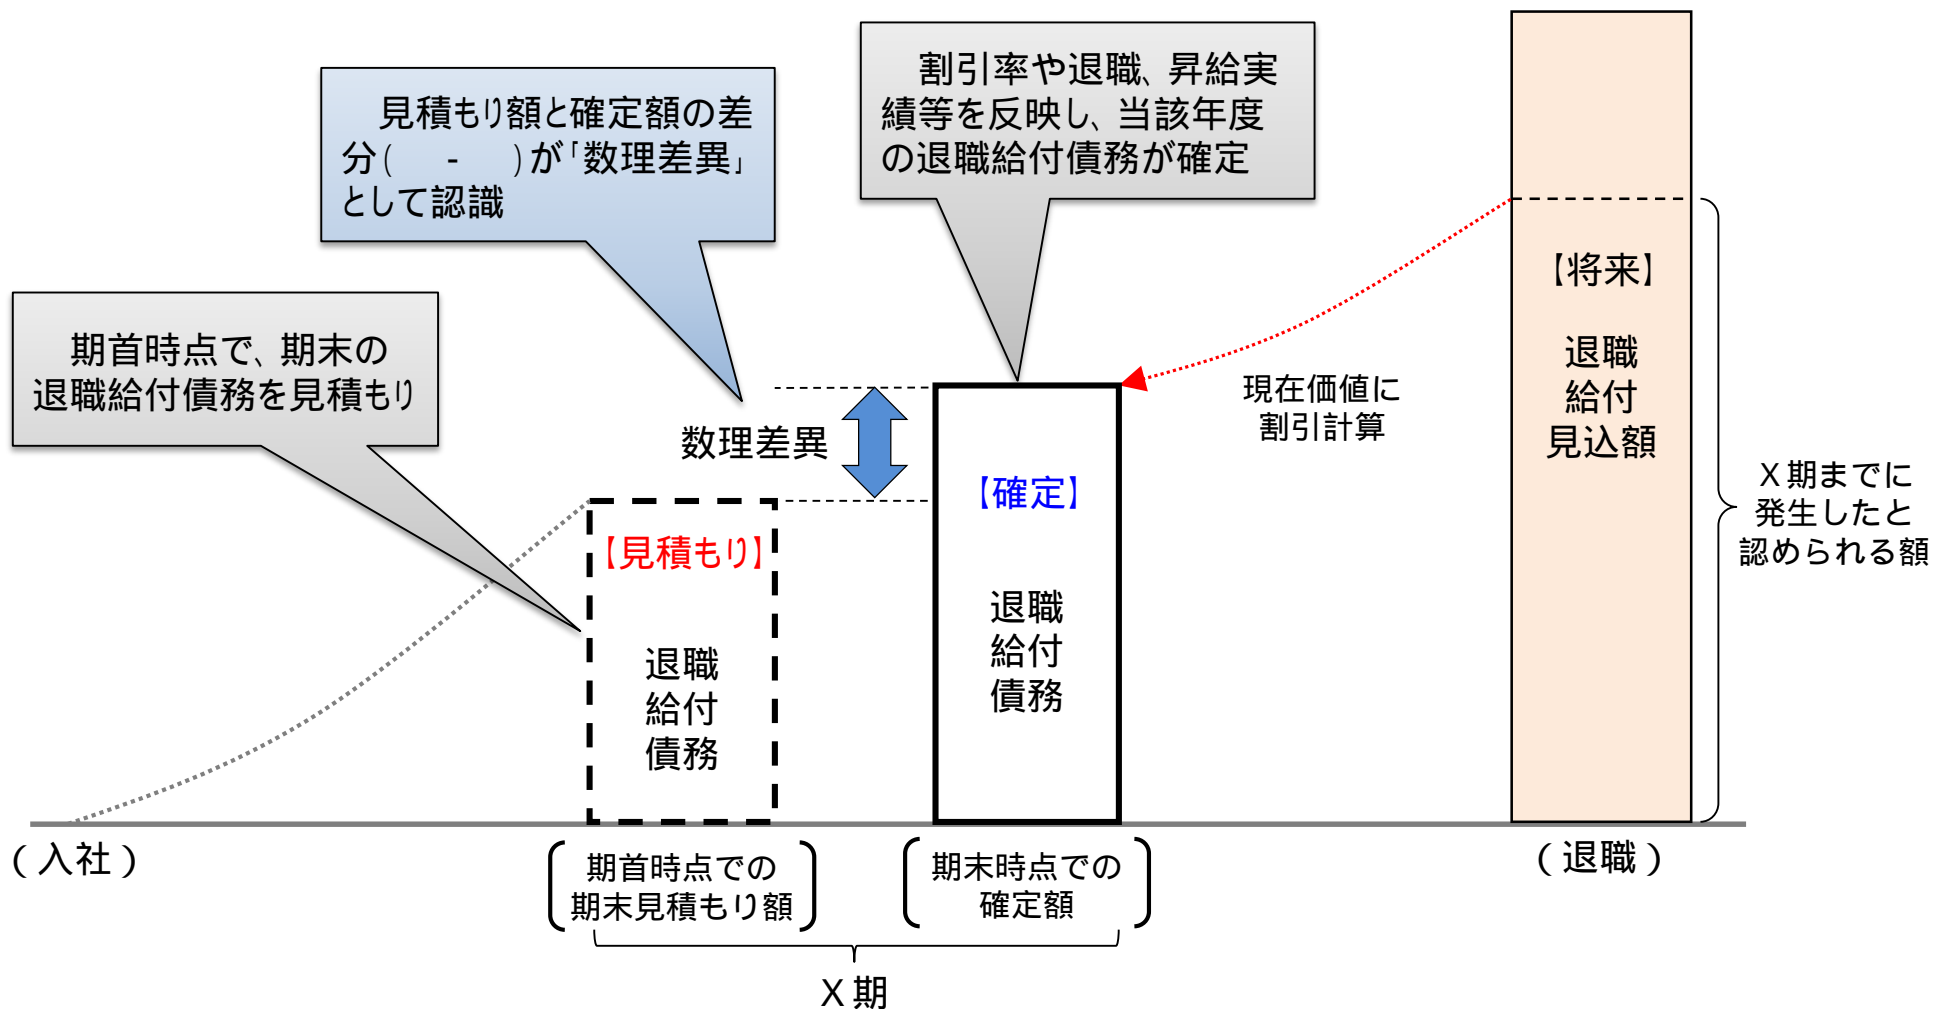 割引率や退職、昇給実
績等を反映し、当該年度
の退職給付債務が確定
見積もり額と確定額の差
分(　-　)が「数理差異」
として認識
期首時点で、期末の
退職給付債務を見積もり
【将来】
退職
給付
見込額
現在価値に
割引計算
数理差異
X期までに
発生したと
認められる額
【確定】
退職
給付
債務
【見積もり】
退職
給付
債務
(入社)
期首時点での
期末見積もり額
期末時点での
確定額
(退職)
X期